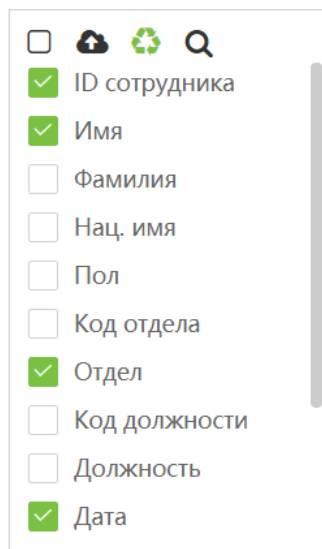 ID сотрудника
Имя
Фамилия
Нац. имя
Пол
Код отдела
Отдел
Код должности
Должность
Дата